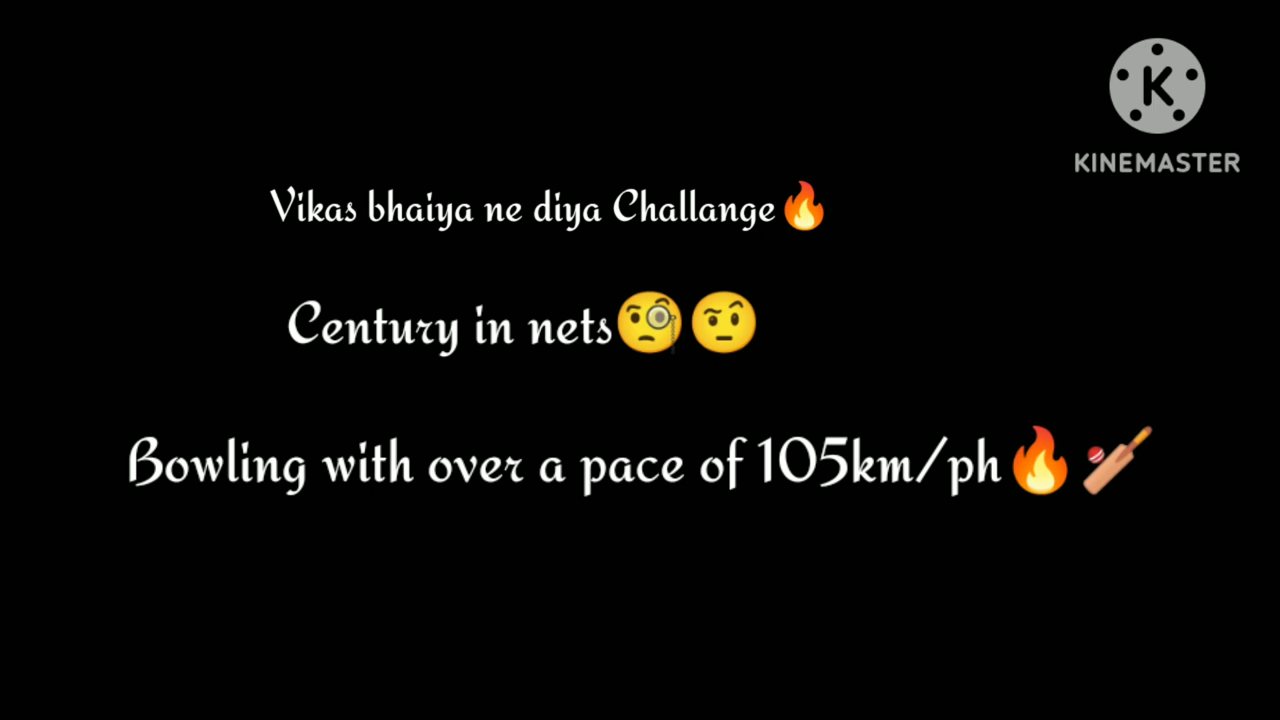 K
KINEMASTER
Vikas bhaiya ne diya Challange🔥
Century in nets🧐🤨
Bowling with over a pace of 105km/ph🔥🏏